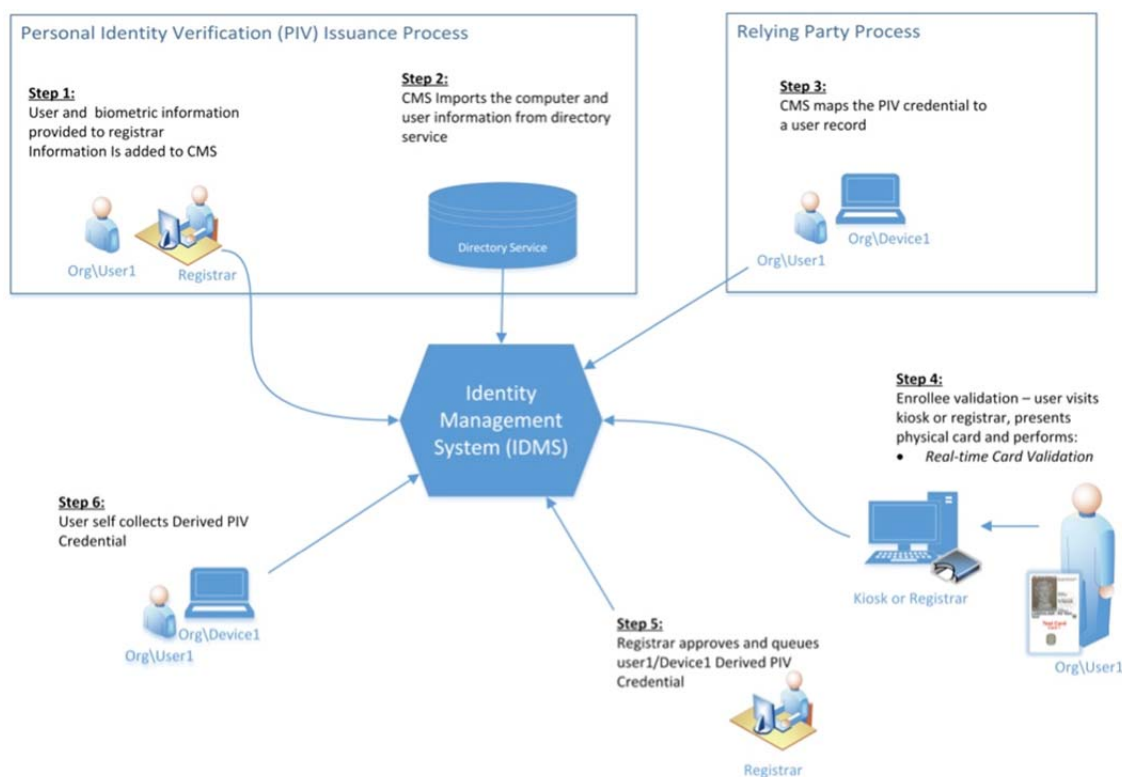 Personal Identity Verification (PIV) Issuance Process
Step 1:
User and biometric information
provided to registrar
Information Is added to CMS
Org\User1
Registrar
Step 2:
CMS Imports the computer and
user information from directory
service
Directory Service
Relying Party Process
Step 3:
CMS maps the PIV credential to
a user record
Org\User1
Org\Device1
Identity
Management
System (IDMS)
Step 4:
Enrollee validation – user visits
kiosk or registrar, presents
physical card and performs:
• Real-time Card Validation
Kiosk or Registrar
Test Card
Org\User1
Step 5:
Registrar approves and queues
user1/Device1 Derived PIV
Credential
Registrar
Step 6:
User self collects Derived PIV
Credential
Org\Device1
Org\User1